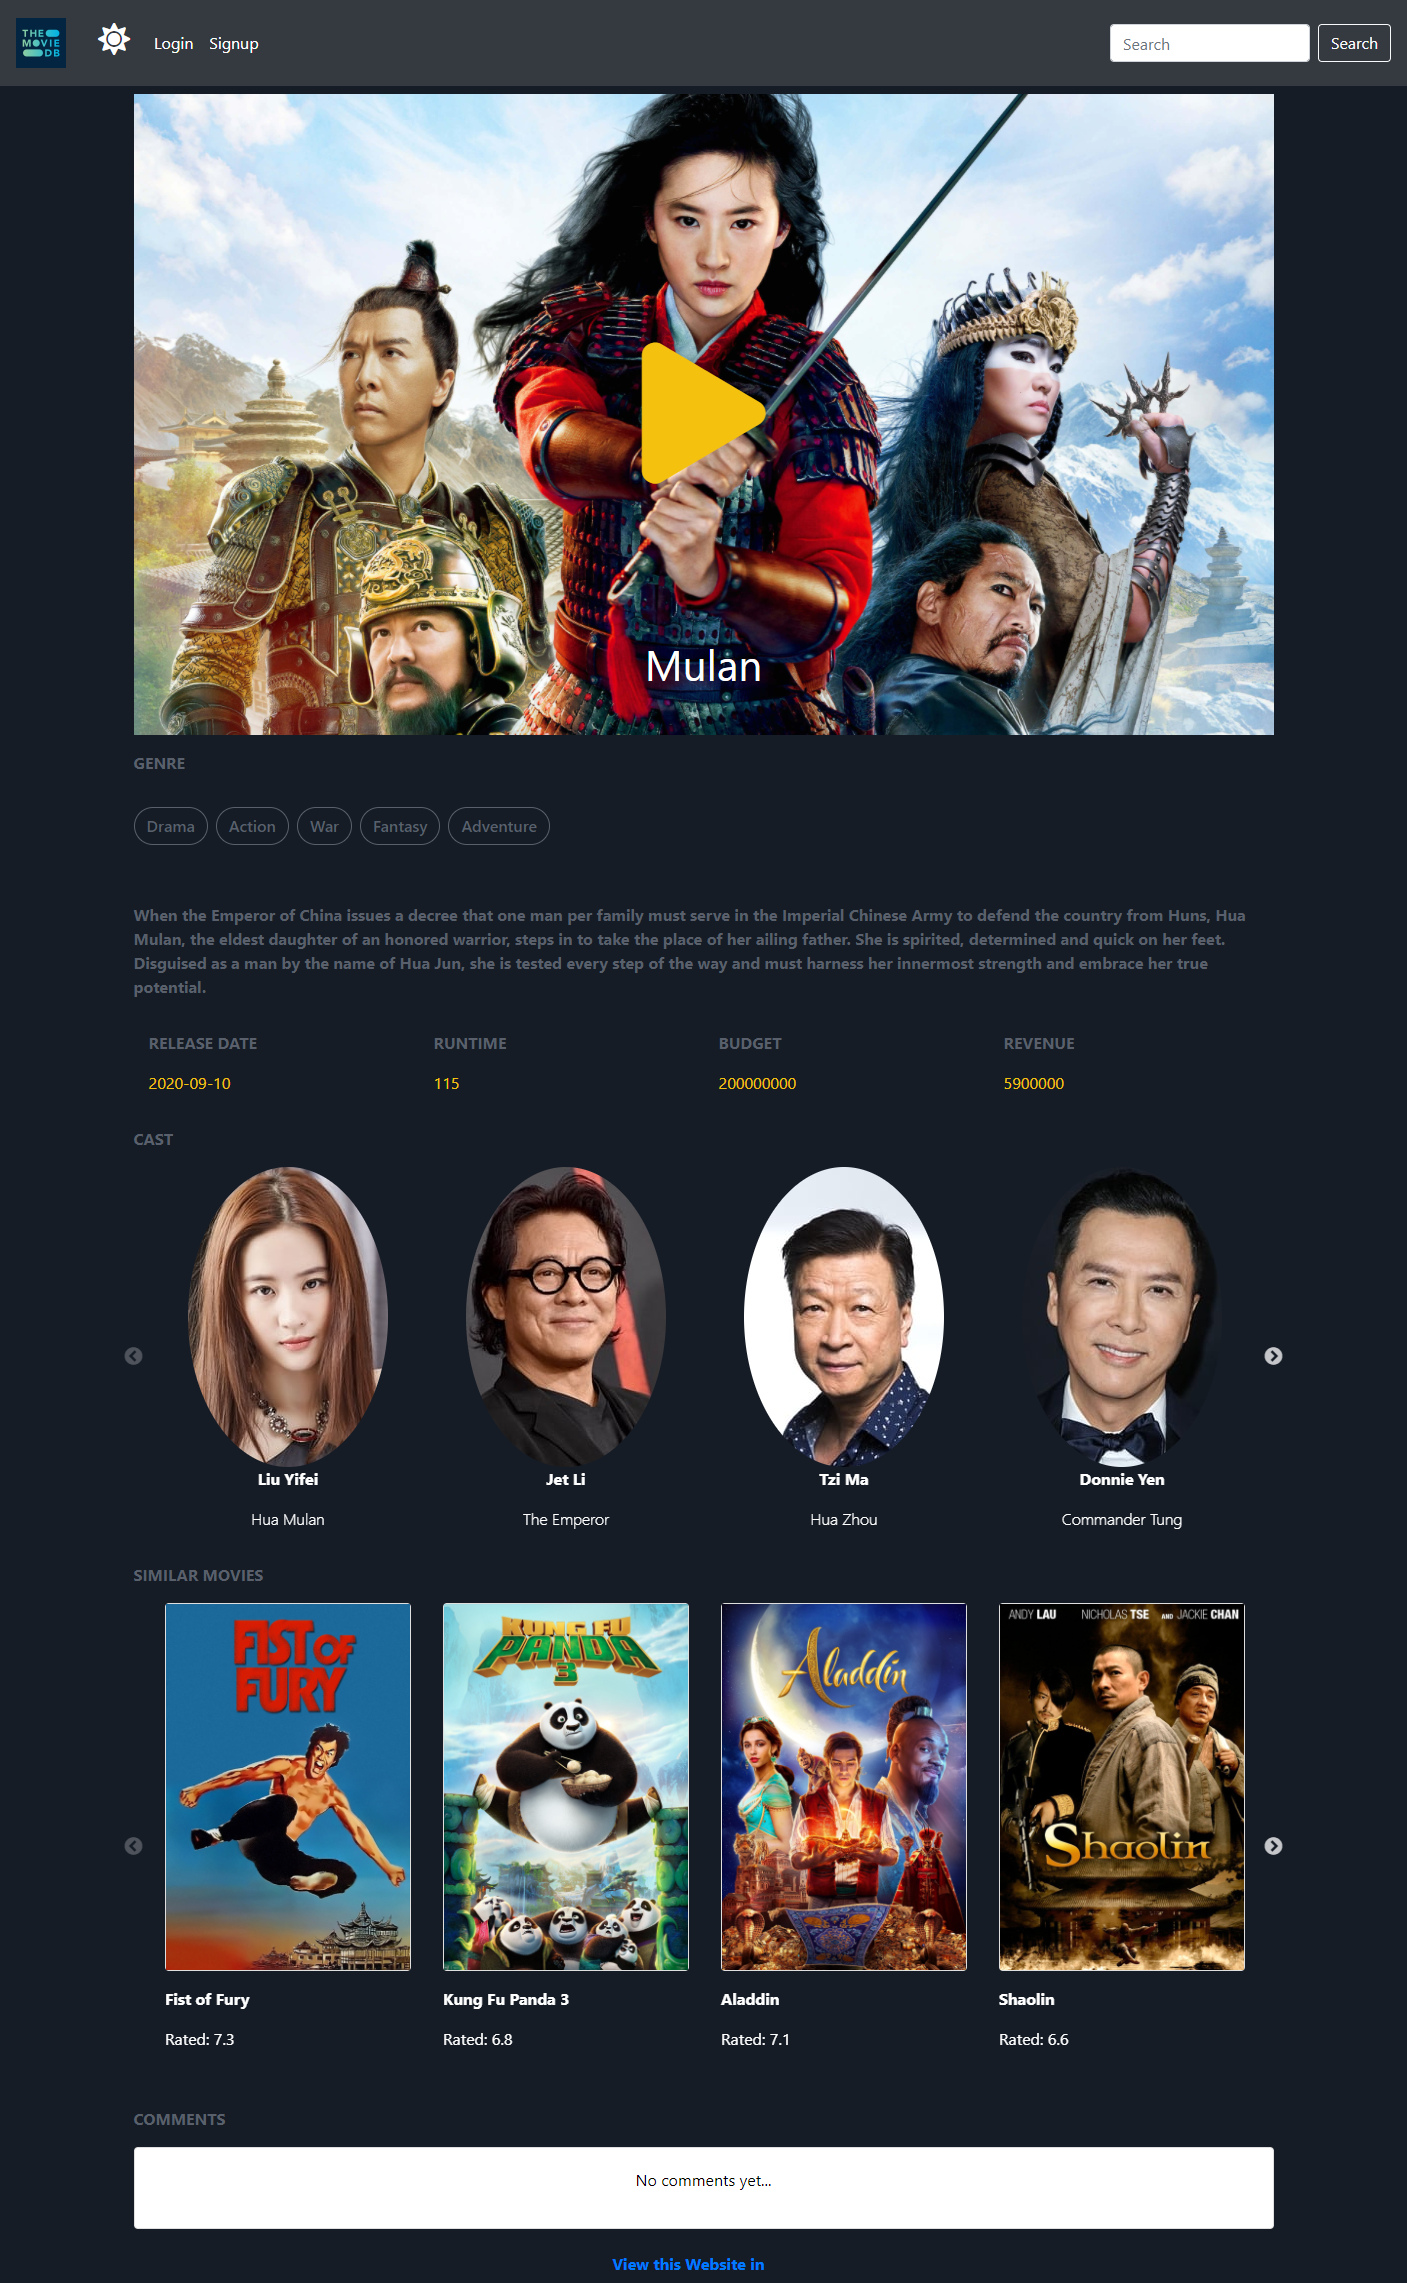 THE
MOVIE
DB
Login
Signup
Search
Search
Mulan
GENRE
Drama
Action
War
Fantasy
Adventure
When the Emperor of China issues a decree that one man per family must serve in the Imperial Chinese Army to defend the country from Huns, Hua
Mulan, the eldest daughter of an honored warrior, steps in to take the place of her ailing father. She is spirited, determined and quick on her feet.
Disguised as a man by the name of Hua Jun, she is tested every step of the way and must harness her innermost strength and embrace her true
potential.
RELEASE DATE
RUNTIME
BUDGET
REVENUE
2020-09-10
115
200000000
5900000
CAST
Liu Yifei
Jet Li
Tzi Ma
Donnie Yen
Hua Mulan
The Emperor
Hua Zhou
Commander Tung
SIMILAR MOVIES
FIST OF
FURY
KUNG FU
PANDA
3
Aladdin
ANDY LAU NICHOLAS TSE AND JACKIE CHAN
Shaolin
Fist of Fury
Kung Fu Panda 3
Aladdin
Shaolin
Rated: 7.3
Rated: 6.8
Rated: 7.1
Rated: 6.6
COMMENTS
No comments yet...
View this Website in